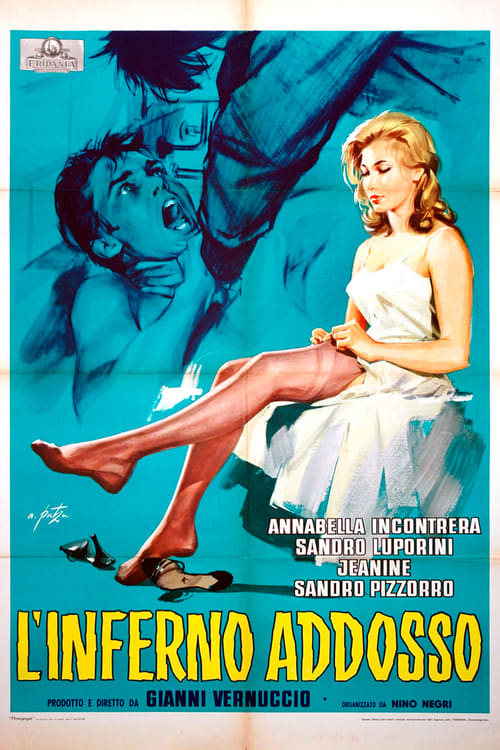 ERIDANIA
a. putzu
ANNABELLA INCONTRERA
SANDRO LUPORINI
JEANINE
SANDRO PIZZORRO
L'INFERNO ADDOSSO
PRODOTTO E DIRETTO DA GIANNI VERNUCCIO · ORGANIZZATO DA NINO NEGRI